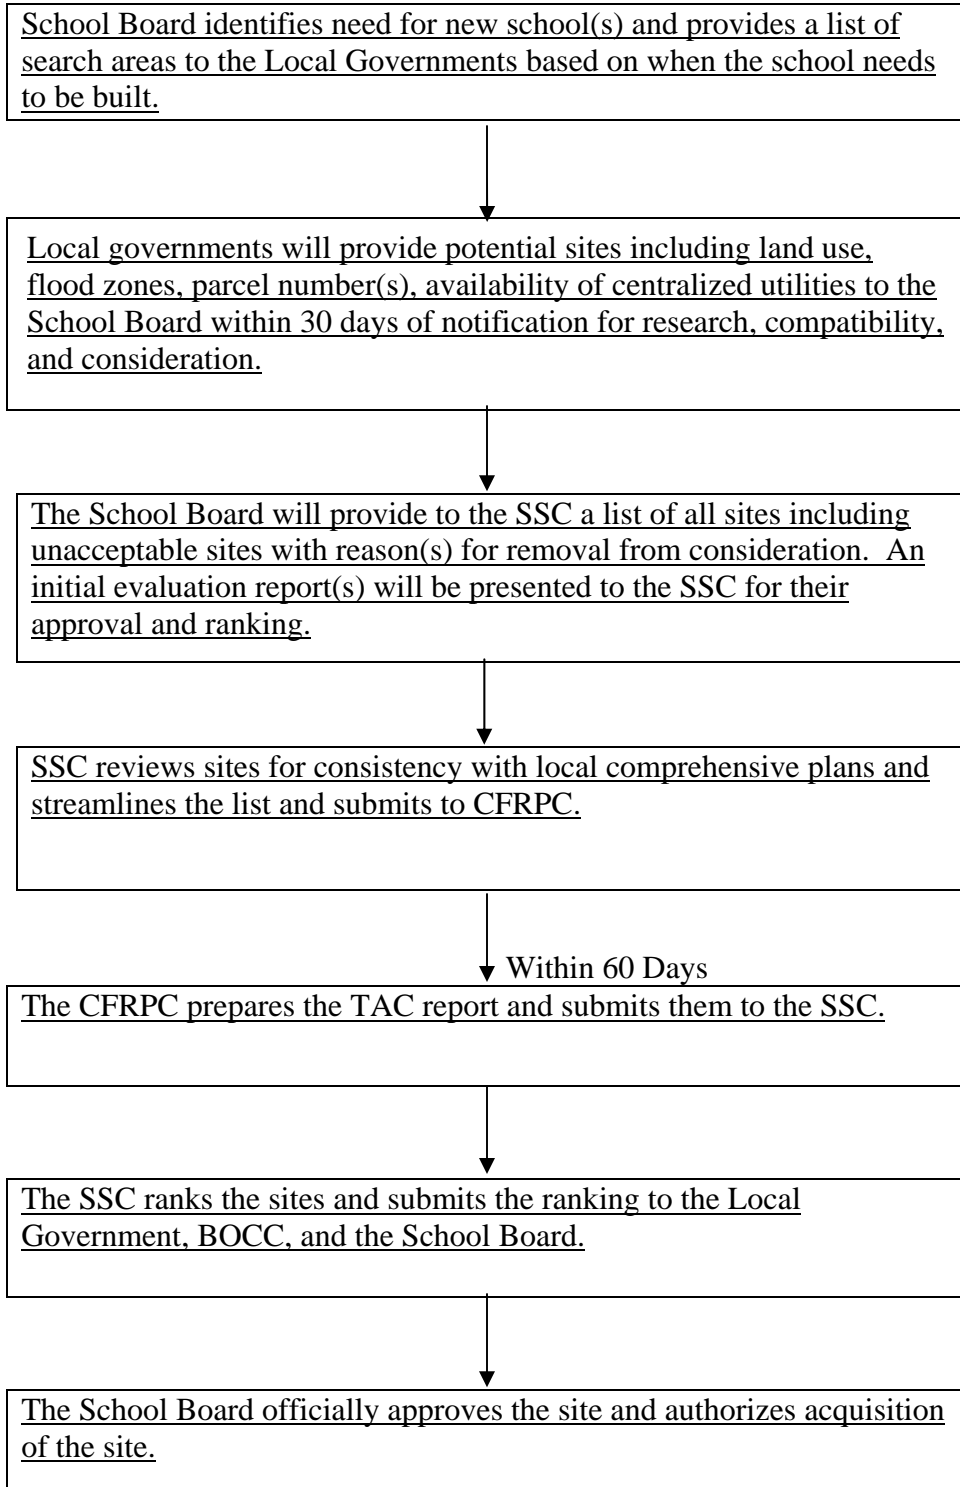 School Board identifies need for new school(s) and provides a list of
search areas to the Local Governments based on when the school needs
to be built.
Local governments will provide potential sites including land use,
flood zones, parcel number(s), availability of centralized utilities to the
School Board within 30 days of notification for research, compatibility,
and consideration.
The School Board will provide to the SSC a list of all sites including
unacceptable sites with reason(s) for removal from consideration.  An
initial evaluation report(s) will be presented to the SSC for their
approval and ranking.
SSC reviews sites for consistency with local comprehensive plans and
streamlines the list and submits to CFRPC.
Within 60 Days
The CFRPC prepares the TAC report and submits them to the SSC.
The SSC ranks the sites and submits the ranking to the Local
Government, BOCC, and the School Board.
The School Board officially approves the site and authorizes acquisition
of the site.